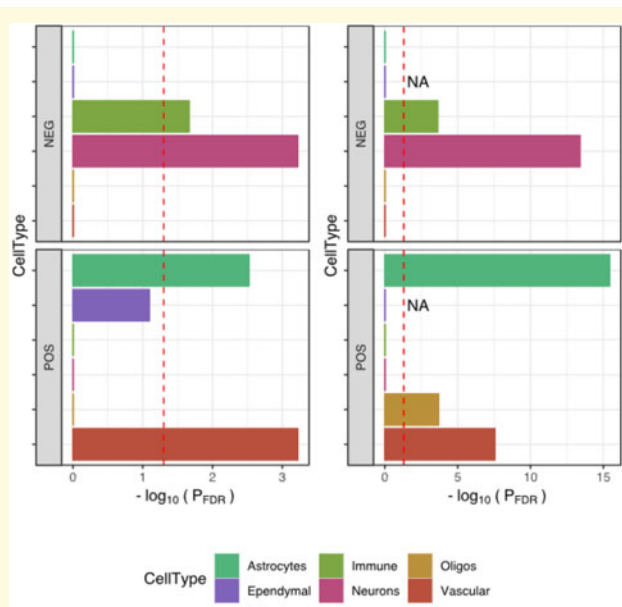 CellType
NEG
POS
0
1
2
3
- log10 ( PFDR )
CellType
NEG
NA
POS
NA
0
5
10
15
- log10 ( PFDR )
CellType
Astrocytes
Immune
Oligos
Ependymal
Neurons
Vascular